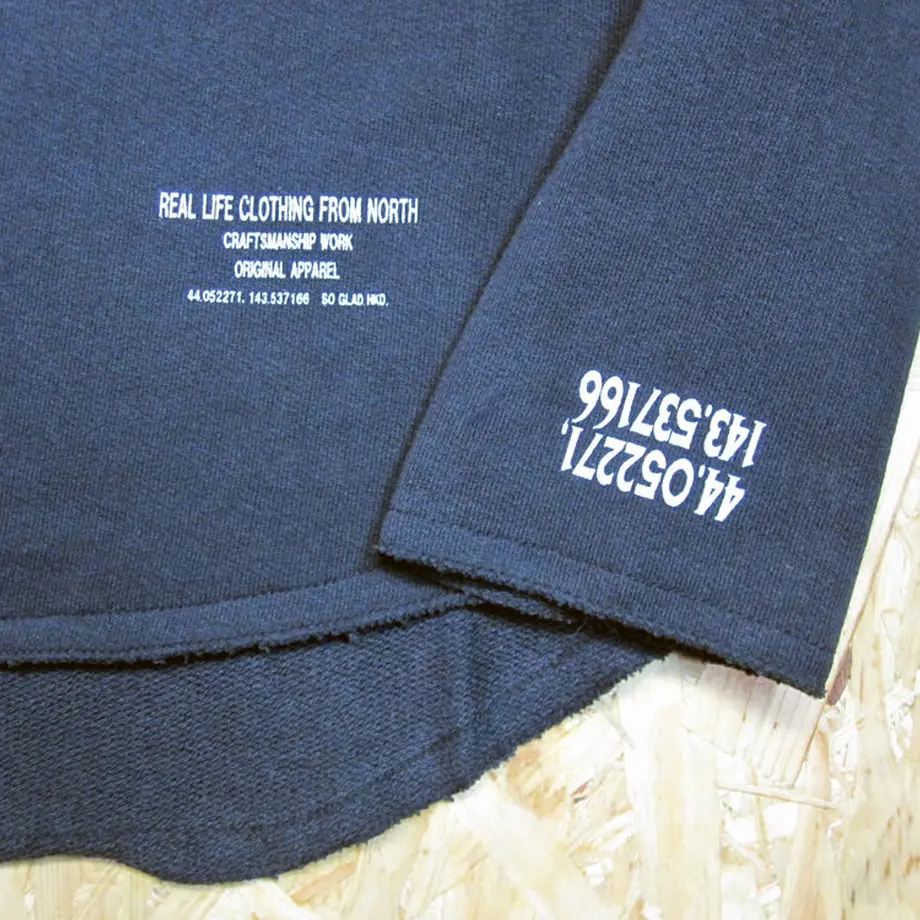 REAL LIFE CLOTHING FROM NORTH
CRAFTSMANSHIP WORK
ORIGINAL APPAREL
44.052271. 143.537166 SO GLAD HKD.
44.052271,
143.537166